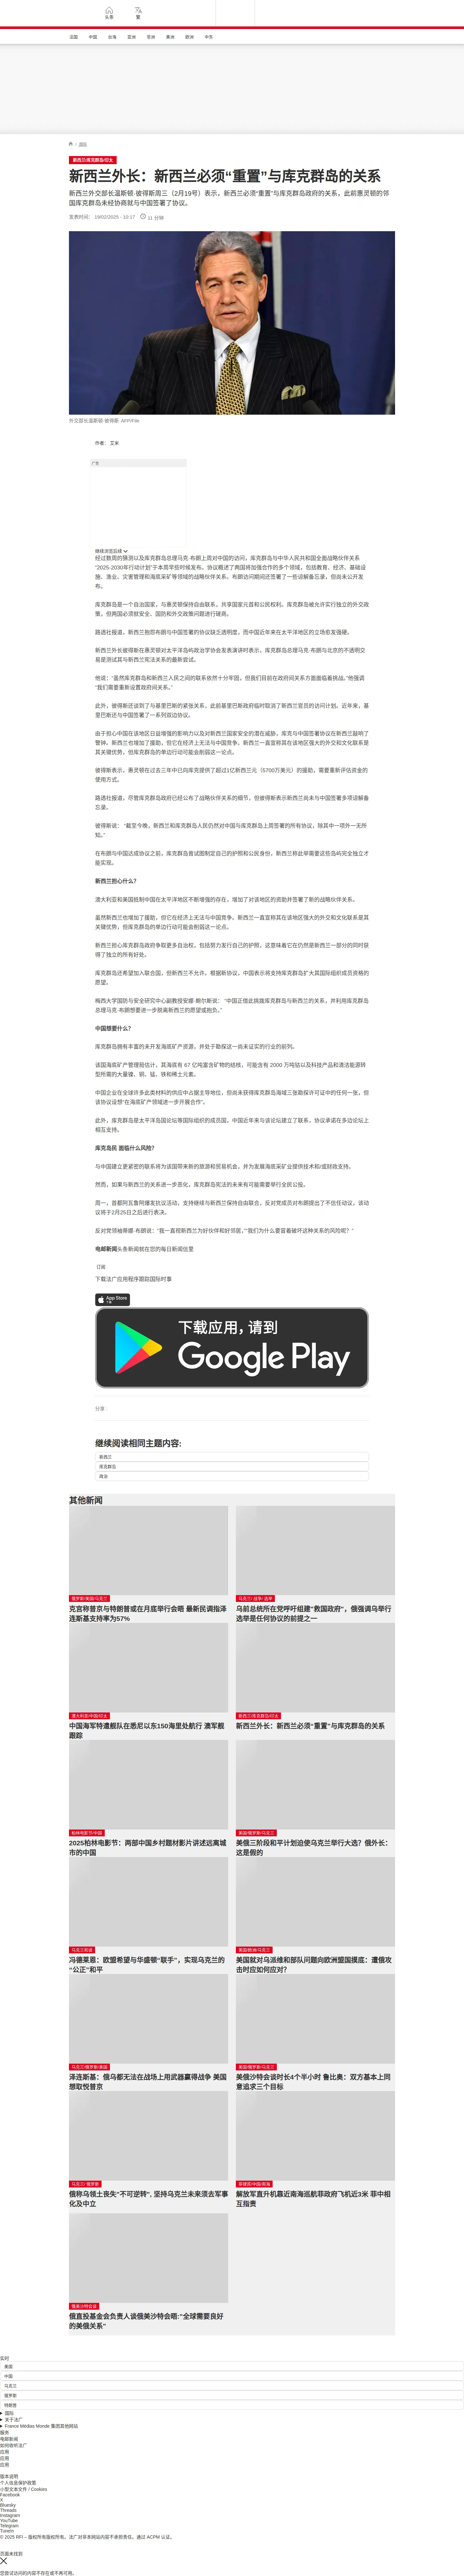 头条
繁
法国
中国
台海
亚洲
非洲
美洲
欧洲
中东
国际
新西兰/库克群岛/印太
新西兰外长：新西兰必须“重置”与库克群岛的关系
新西兰外交部长温斯顿·彼得斯周三（2月19号）表示，新西兰必须“重置”与库克群岛政府的关系，此前惠灵顿的邻
国库克群岛未经协商就与中国签署了协议。
发表时间： 19/02/2025 - 10:17
11 分钟
外交部长温斯顿·彼得斯 AFP/File
作者： 艾米
广告
继续浏览后续
经过数周的猜测以及库克群岛总理马克·布朗上周对中国的访问，库克群岛与中华人民共和国全面战略伙伴关系
“2025-2030年行动计划”于本周早些时候发布。协议概述了两国将加强合作的多个领域，包括教育、经济、基础设
施、渔业、灾害管理和海底采矿等领域的战略伙伴关系。布朗访问期间还签署了一些谅解备忘录，但尚未公开发
布。
库克群岛是一个自治国家，与惠灵顿保持自由联系，共享国家元首和公民权利。库克群岛被允许实行独立的外交政
策，但两国必须就安全、国防和外交政策问题进行磋商。
路透社报道，新西兰抱怨布朗与中国签署的协议缺乏透明度，而中国近年来在太平洋地区的立场愈发强硬。
新西兰外长彼得斯在惠灵顿对太平洋岛屿政治学协会发表演讲时表示，库克群岛总理马克·布朗与北京的不透明交
易是测试其与新西兰宪法关系的最新尝试。
他说：“虽然库克群岛和新西兰人民之间的联系依然十分牢固，但我们目前在政府间关系方面面临着挑战。”他强调
“我们需要重新设置政府间关系。”
此外，彼得斯还谈到了与基里巴斯的紧张关系，此前基里巴斯政府临时取消了新西兰官员的访问计划。近年来，基
里巴斯还与中国签署了一系列双边协议。
由于担心中国在该地区日益增强的影响力以及对新西兰国家安全的潜在威胁，库克与中国签署协议在新西兰敲响了
警钟。新西兰也增加了援助，但它在经济上无法与中国竞争。新西兰一直宣称其在该地区强大的外交和文化联系是
其关键优势，但库克群岛的单边行动可能会削弱这一论点。
彼得斯表示，惠灵顿在过去三年中已向库克提供了超过1亿新西兰元（5700万美元）的援助，需要重新评估资金的
使用方式。
路透社报道，尽管库克群岛政府已经公布了战略伙伴关系的细节，但彼得斯表示新西兰尚未与中国签署多项谅解备
忘录。
彼得斯说： “截至今晚，新西兰和库克群岛人民仍然对中国与库克群岛上周签署的所有协议，除其中一项外一无所
知。”
在布朗与中国达成协议之前，库克群岛曾试图制定自己的护照和公民身份，新西兰称此举需要这些岛屿完全独立才
能实现。
新西兰担心什么？
澳大利亚和美国抵制中国在太平洋地区不断增强的存在，增加了对该地区的资助并签署了新的战略伙伴关系。
虽然新西兰也增加了援助，但它在经济上无法与中国竞争。新西兰一直宣称其在该地区强大的外交和文化联系是其
关键优势，但库克群岛的单边行动可能会削弱这一论点。
新西兰担心库克群岛政府争取更多自治权，包括努力发行自己的护照，这意味着它在仍然是新西兰一部分的同时获
得了独立的所有好处。
库克群岛还希望加入联合国，但新西兰不允许。根据新协议，中国表示将支持库克群岛扩大其国际组织成员资格的
愿望。
梅西大学国防与安全研究中心副教授安娜·鲍尔斯说： “中国正借此挑拨库克群岛与新西兰的关系，并利用库克群岛
总理马克·布朗想要进一步脱离新西兰的愿望或抱负。”
中国想要什么？
库克群岛拥有丰富的未开发海底矿产资源，并处于勘探这一尚未证实的行业的前列。
该国海底矿产管理局估计，其海底有 67 亿吨富含矿物的结核，可能含有 2000 万吨钴以及科技产品和清洁能源转
型所需的大量镍、铜、锰、铁和稀土元素。
中国企业在全球许多此类材料的供应中占据主导地位，但尚未获得库克群岛海域三张勘探许可证中的任何一张，但
该协议设想“在海底矿产领域进一步开展合作”。
此外，库克群岛是太平洋岛国论坛等国际组织的成员国，中国近年来与该论坛建立了联系，协议承诺在多边论坛上
相互支持。
库克岛民 面临什么风险？
与中国建立更紧密的联系将为该国带来新的旅游和贸易机会，并为发展海底采矿业提供技术和/或财政支持。
然而，如果与新西兰的关系进一步恶化，库克群岛宪法的未来有可能需要举行全民公投。
周一，首都阿瓦鲁阿爆发抗议活动，支持继续与新西兰保持自由联合，反对党成员对布朗提出了不信任动议，该动
议将于2月25日之后进行表决。
反对党领袖蒂娜·布朗说：“我一直视新西兰为好伙伴和好邻居，”“我们为什么要冒着破坏这种关系的风险呢？”
电邮新闻头条新闻就在您的每日新闻信里
订阅
下载法广应用程序跟踪国际时事
App Store
下载应用，请到
Google Play
分享 :
继续阅读相同主题内容:
新西兰
库克群岛
政治
其他新闻
俄罗斯/美国/乌克兰
克宫称普京与特朗普或在月底举行会晤 最新民调指泽
连斯基支持率为57%
乌克兰/ 战争/ 选举
乌前总统所在党呼吁组建“救国政府”，俄强调乌举行
选举是任何协议的前提之一
澳大利亚/中国/印太
中国海军特遣舰队在悉尼以东150海里处航行 澳军舰
跟踪
新西兰/库克群岛/印太
新西兰外长：新西兰必须“重置”与库克群岛的关系
柏林电影节/中国
2025柏林电影节：两部中国乡村题材影片讲述远离城
市的中国
美国/俄罗斯/乌克兰
美俄三阶段和平计划迫使乌克兰举行大选？俄外长：
这是假的
乌克兰和谈
冯德莱恩：欧盟希望与华盛顿“联手”，实现乌克兰的
“公正”和平
美国/欧洲/乌克兰
美国就对乌派维和部队问题向欧洲盟国摸底：遭俄攻
击时应如何应对？
乌克兰/俄罗斯/美国
泽连斯基：俄乌都无法在战场上用武器赢得战争 美国
想取悦普京
美国/俄罗斯/乌克兰
美俄沙特会谈时长4个半小时 鲁比奥：双方基本上同
意追求三个目标
乌克兰/ 俄罗斯
俄称乌领土丧失"不可逆转", 坚持乌克兰未来须去军事
化及中立
菲律宾/中国/南海
解放军直升机靠近南海巡航菲政府飞机近3米 菲中相
互指责
俄美沙特会谈
俄直投基金会负责人谈俄美沙特会晤:"全球需要良好
的美俄关系"
实时
美国
中国
乌克兰
俄罗斯
特朗普
国际
关于法广
France Médias Monde 集团其他网站
服务
电邮新闻
如何收听法广
应用
应用
应用
版本说明
个人信息保护政策
小型文本文件 / Cookies
Facebook
X
Bluesky
Threads
Instagram
YouTube
Telegram
TuneIn
© 2025 RFI – 版权所有版权所有。法广对非本网站内容不承担责任。通过 ACPM 认证。
页面未找到
您尝试访问的内容不存在或不再可用。